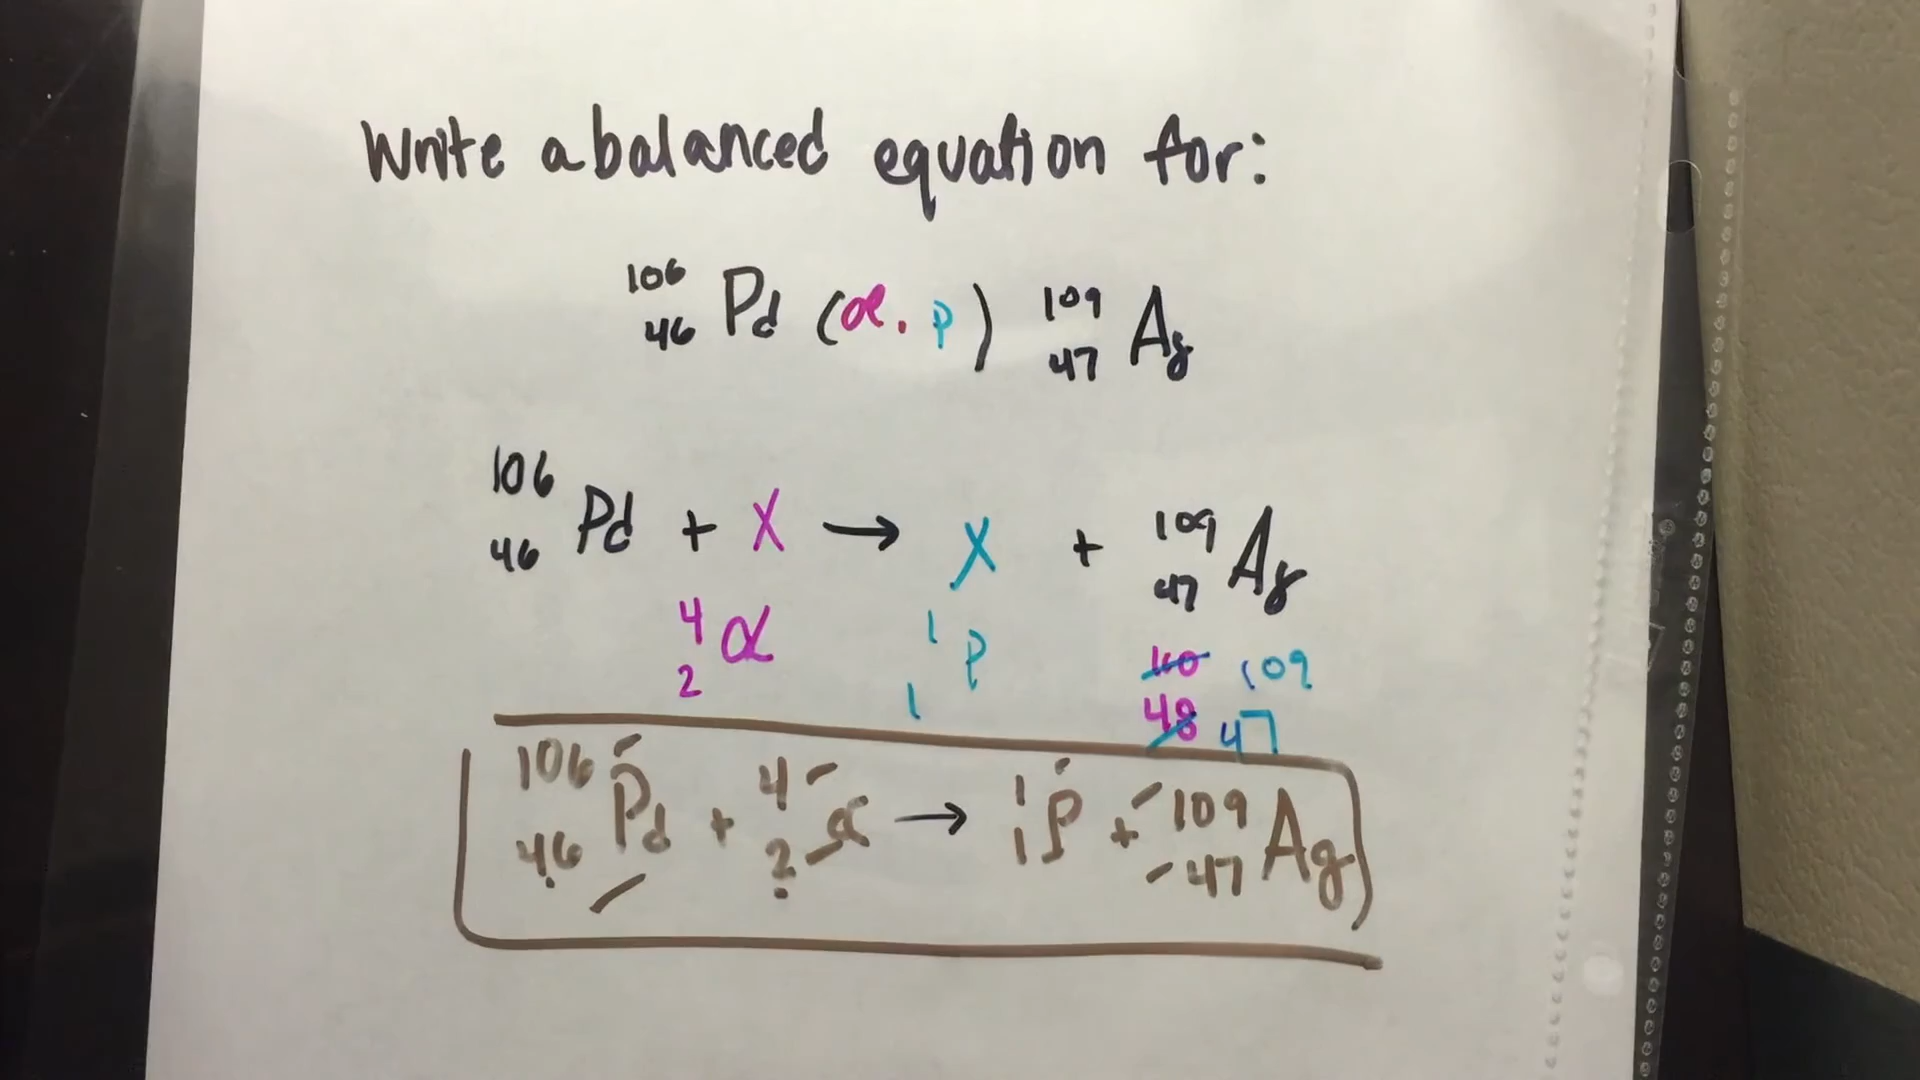 Write a balanced equation for:
106 46 Pd (α, p) 109 47 Ag
106 46 Pd + X → X + 109 47 Ag
4 2 α 1 1 p 110 109
48 47
106 46 Pd + 4 2 α → 1 1 p + 109 47 Ag